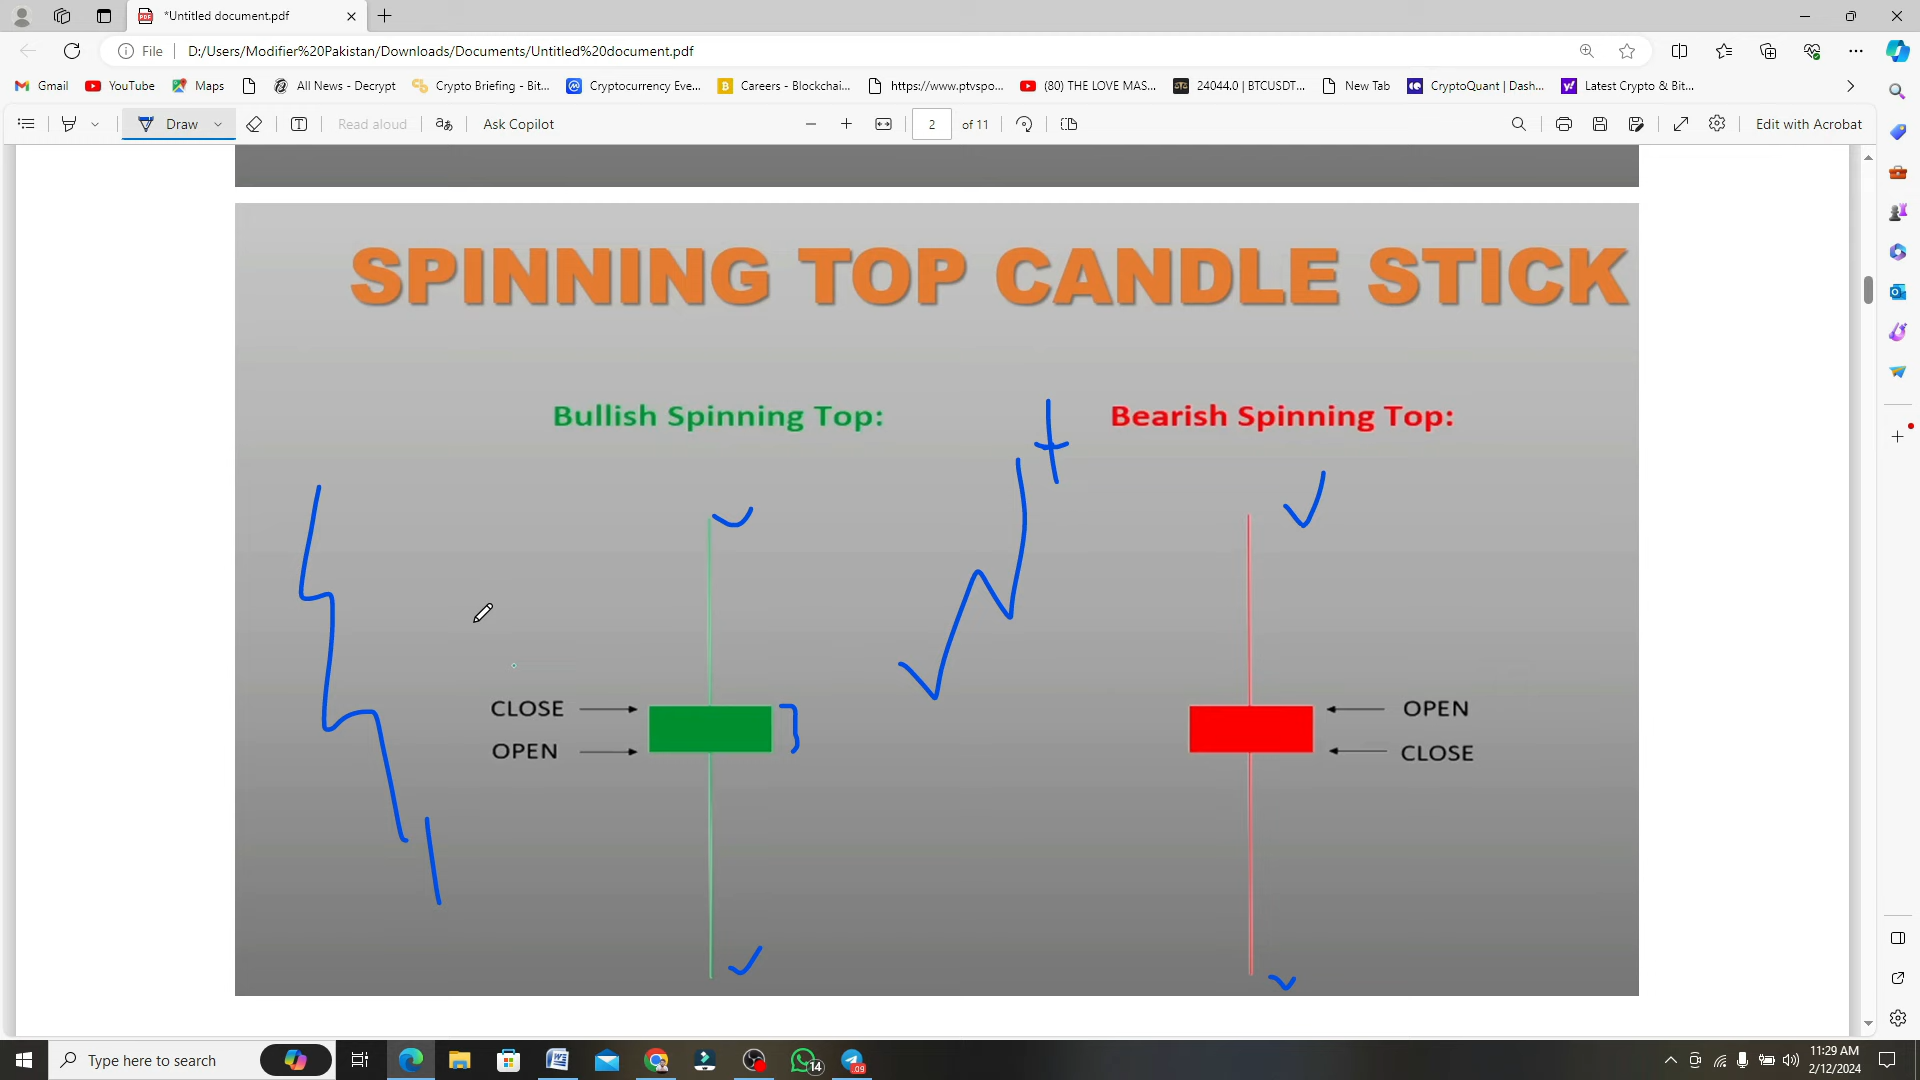 *Untitled document.pdf
File D:/Users/Modifier%20Pakistan/Downloads/Documents/Untitled%20document.pdf
Gmail YouTube Maps All News - Decrypt Crypto Briefing - Bit... Cryptocurrency Eve... Careers - Blockchai... https://www.ptvspo... (80) THE LOVE MAS... 24044.0 | BTCUSDT... New Tab CryptoQuant | Dash... Latest Crypto & Bit...
Draw Read aloud Ask Copilot 2 of 11 Edit with Acrobat
SPINNING TOP CANDLE STICK
Bullish Spinning Top: Bearish Spinning Top:
CLOSE OPEN
OPEN CLOSE
Type here to search 14 .09 11:29 AM
2/12/2024